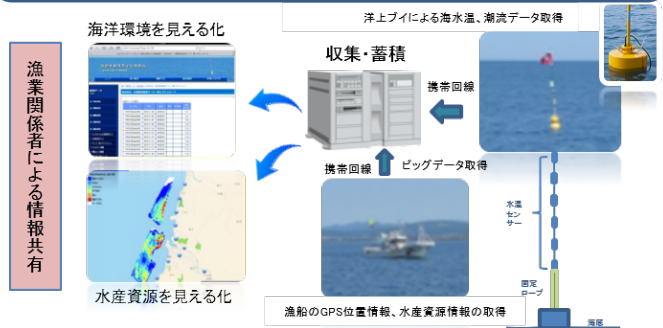 洋上ブイによる海水温、潮流データ取得
海洋環境を見える化
収集・蓄積
携帯回線
漁業関係者による情報共有
携帯回線
ビッグデータ取得
水温センサー
水産資源を見える化
固定ロープ
海底
漁船のGPS位置情報、水産資源情報の取得